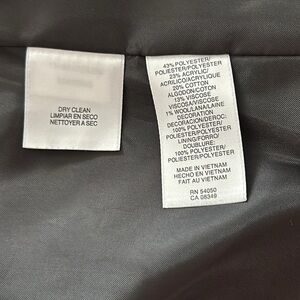 DRY CLEAN
LIMPIAR EN SECO
NETTOYER A SEC
43% POLYESTER/
POLIESTER/POLYESTER
23% ACRYLIC/
ACRILICO/ACRYLIQUE
20% COTTON
ALGODON/COTON
13% VISCOSE
VISCOSA/VISCOSE
1% WOOL/LANA/LAINE
DECORATION
DECORACION/DEROC:
100% POLYESTER/
POLIESTER/POLYESTER
LINING/FORRO/
DOUBLURE:
100% POLYESTER/
POLIESTER/POLYESTER
MADE IN VIETNAM
HECHO EN VIETNAM
FAIT AU VIETNAM
RN 54050
CA 08349